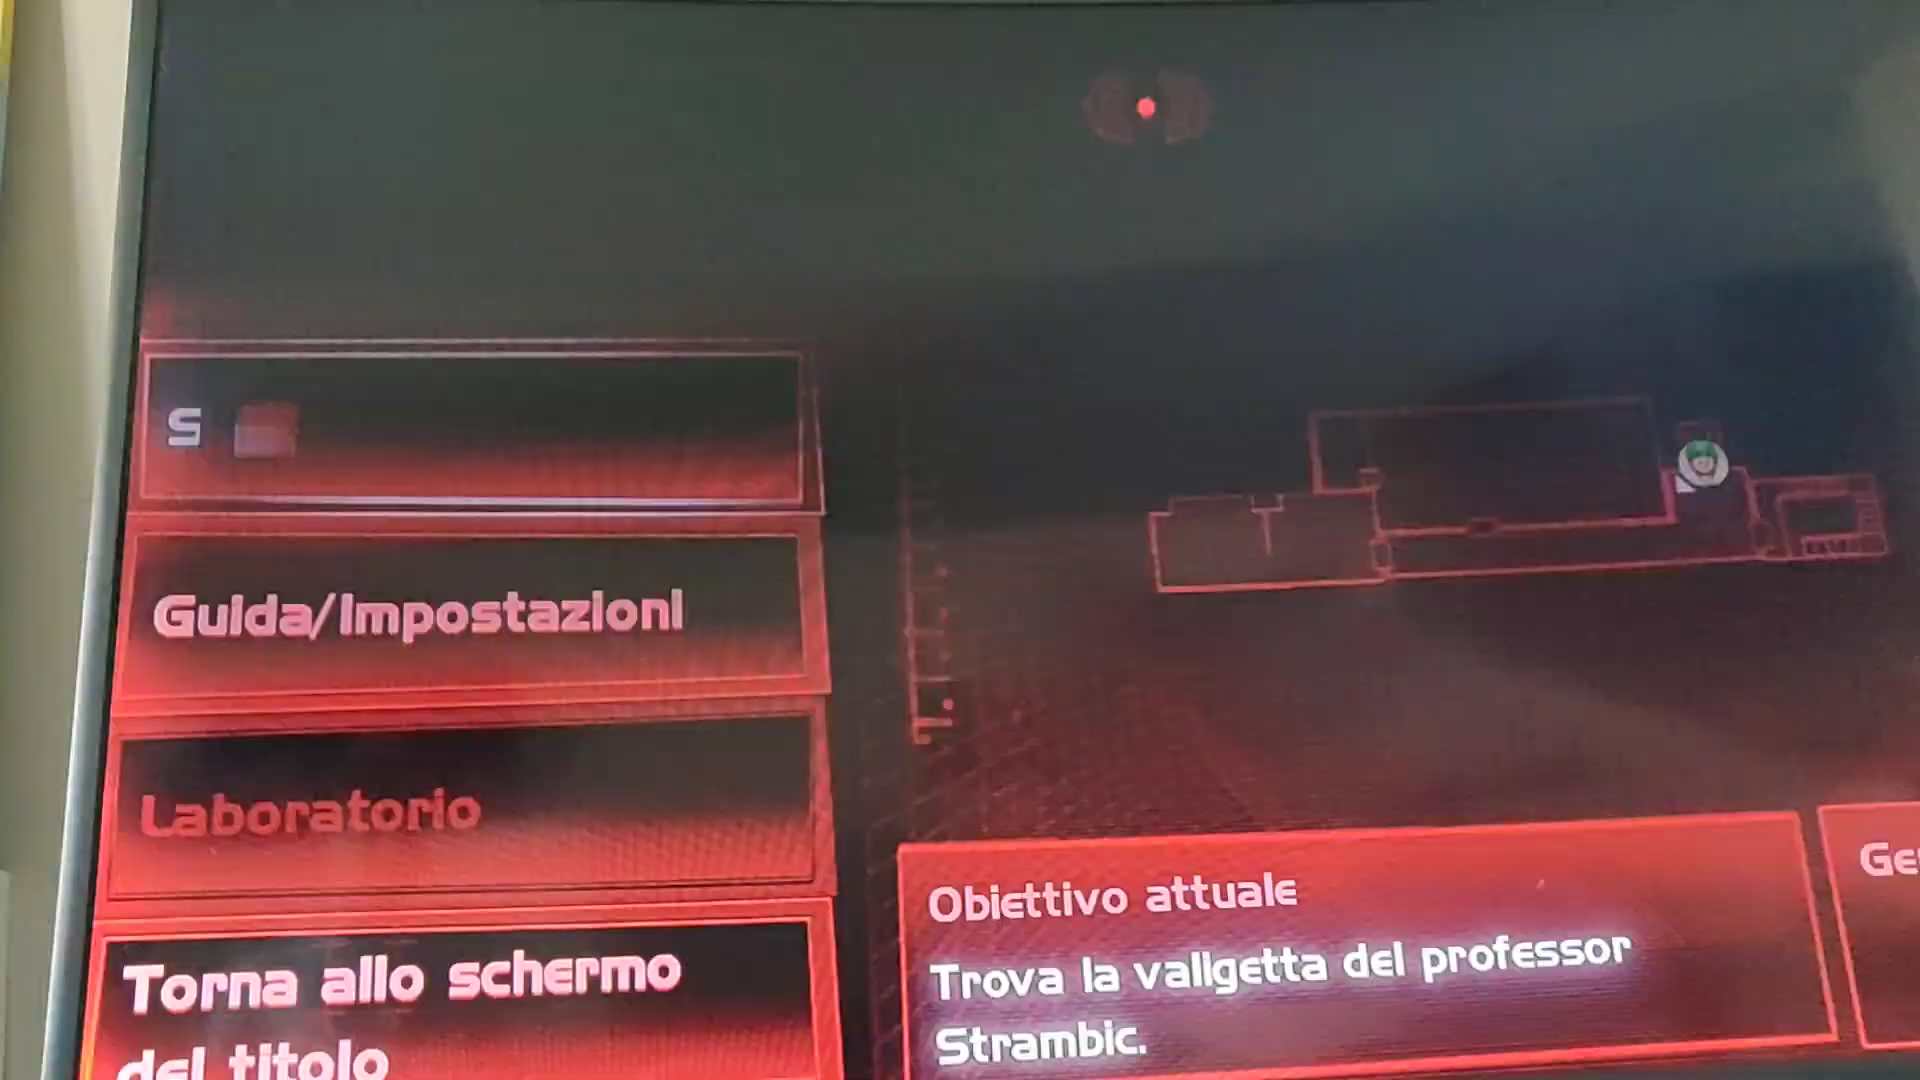 S
Guida/Impostazioni
Laboratorio
Torna allo schermo
del titolo
Obiettivo attuale
Trova la valigetta del professor
Strambic.